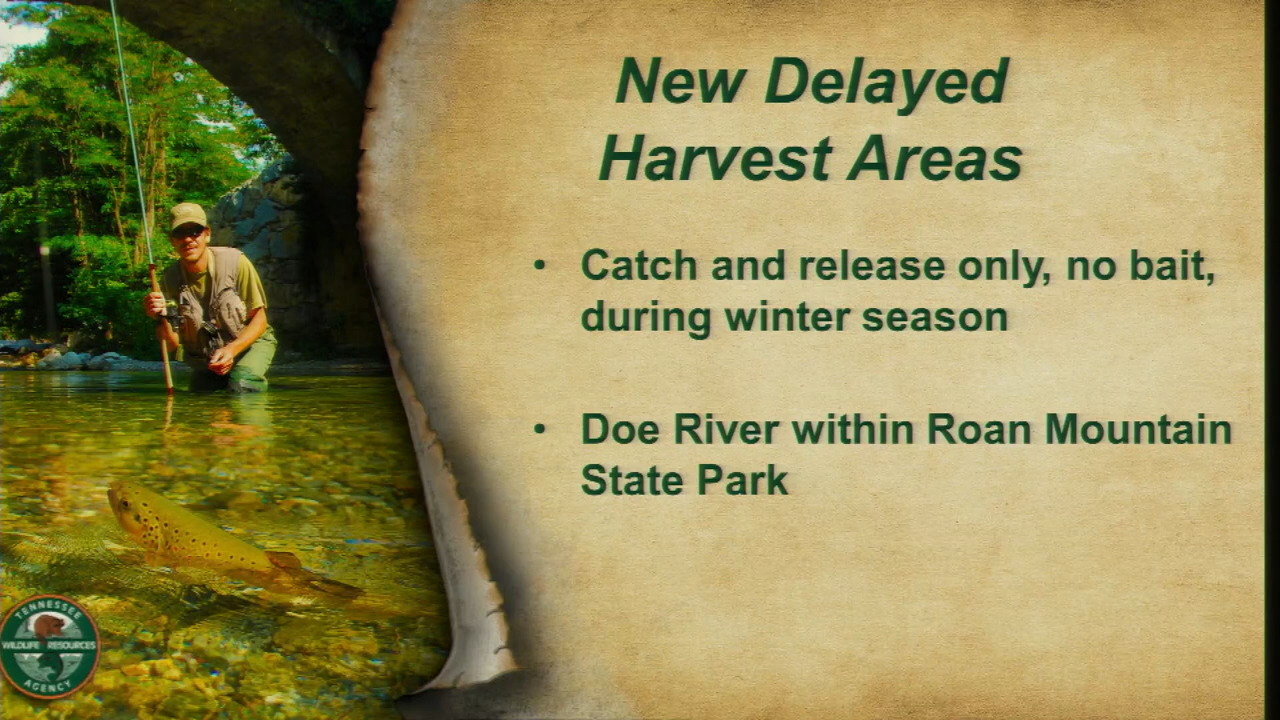 New Delayed
Harvest Areas
• Catch and release only, no bait,
during winter season
• Doe River within Roan Mountain
State Park
TENNESSEE
WILDLIFE RESOURCES
AGENCY